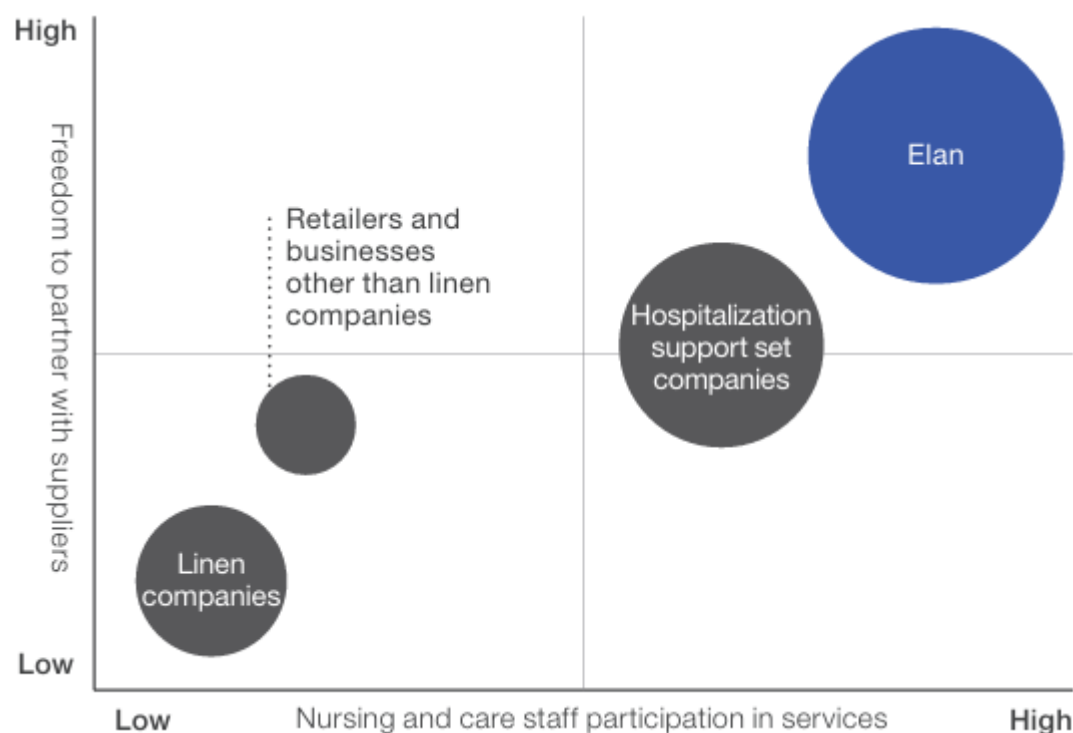 High
Freedom to partner with suppliers
Elan
Retailers and
businesses
other than linen
companies
Hospitalization
support set
companies
Linen
companies
Low
Low
Nursing and care staff participation in services
High